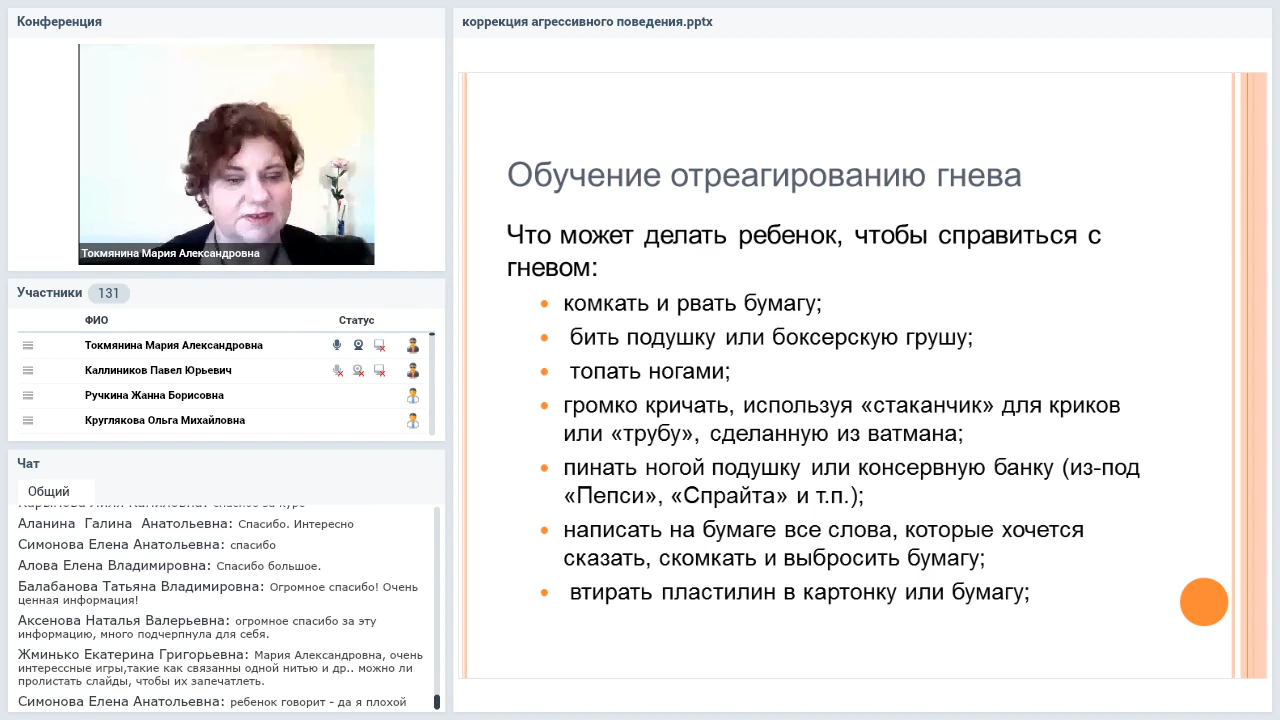 Конференция
Токмянина Мария Александровна
Участники 131
ФИО Статус
Токмянина Мария Александровна
Каллиников Павел Юрьевич
Ручкина Жанна Борисовна
Круглякова Ольга Михайловна
Чат
Общий
Аланина Галина Анатольевна: Спасибо. Интересно
Симонова Елена Анатольевна: спасибо
Алова Елена Владимировна: Спасибо большое.
Балабанова Татьяна Владимировна: Огромное спасибо! Очень
ценная информация!
Аксенова Наталья Валерьевна: огромное спасибо за эту
информацию, много подчерпнула для себя.
Жминько Екатерина Григорьевна: Мария Александровна, очень
интересные игры,такие как связанны одной нитью и др.. можно ли
пролистать слайды, чтобы их запечатлеть.
Симонова Елена Анатольевна: ребенок говорит - да я плохой
коррекция агрессивного поведения.pptx
Обучение отреагированию гнева
Что может делать ребенок, чтобы справиться с
гневом:
комкать и рвать бумагу;
бить подушку или боксерскую грушу;
топать ногами;
громко кричать, используя «стаканчик» для криков
или «трубу», сделанную из ватмана;
пинать ногой подушку или консервную банку (из-под
«Пепси», «Спрайта» и т.п.);
написать на бумаге все слова, которые хочется
сказать, скомкать и выбросить бумагу;
втирать пластилин в картонку или бумагу;